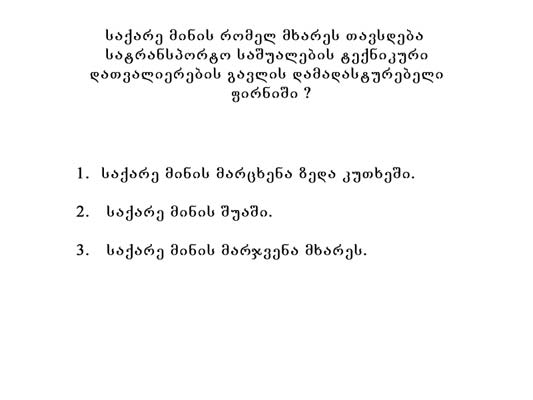 საქარე მინის რომელ მხარეს თავსდება
სატრანსპორტო საშუალების ტექნიკური
დათვალიერების გავლის დამადასტურებელი
ფირნიში ?
1. საქარე მინის მარცხენა ზედა კუთხეში.
2. საქარე მინის შუაში.
3. საქარე მინის მარჯვენა მხარეს.